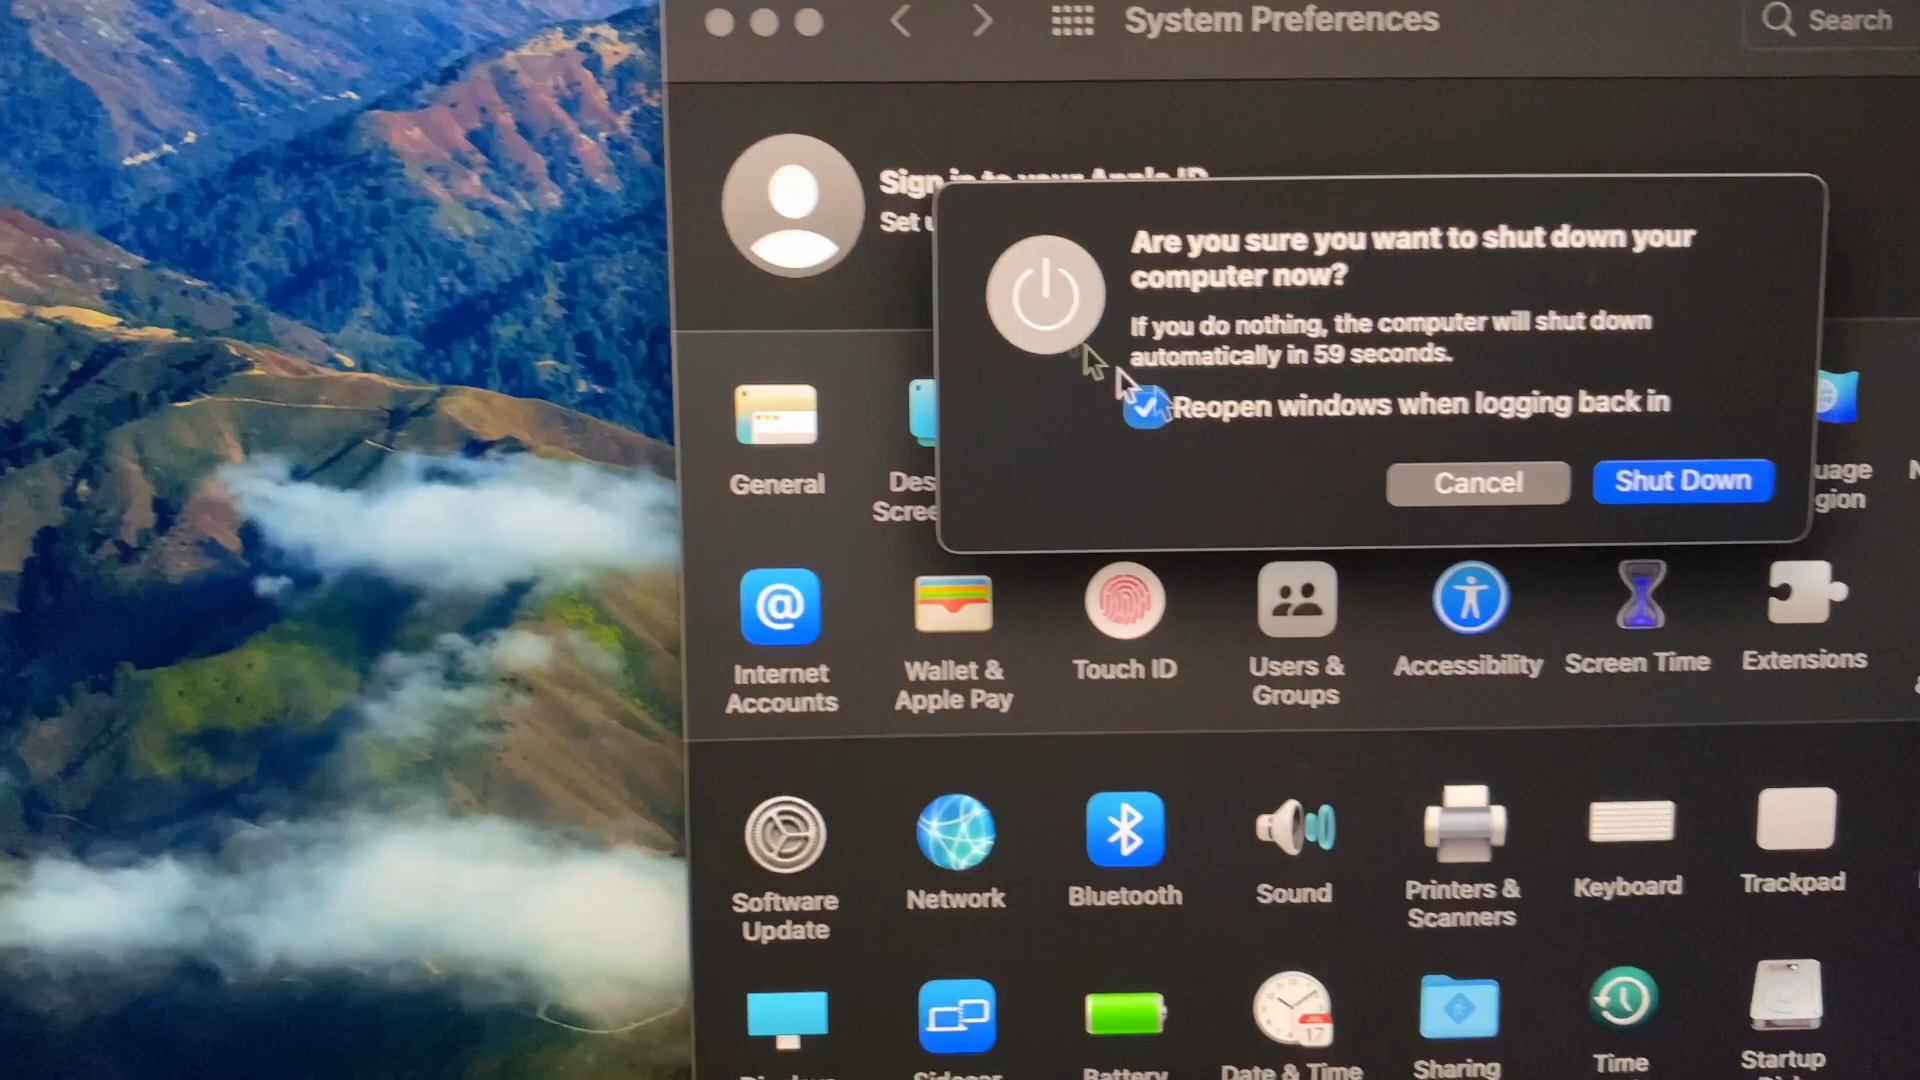 System Preferences
Search
Sign in to your Apple ID
Set
Are you sure you want to shut down your
computer now?
If you do nothing, the computer will shut down
automatically in 59 seconds.
Reopen windows when logging back in
Cancel
Shut Down
General
Des
Scree
uage
gion
Internet
Accounts
Wallet &
Apple Pay
Touch ID
Users &
Groups
Accessibility
Screen Time
Extensions
Software
Update
Network
Bluetooth
Sound
Printers &
Scanners
Keyboard
Trackpad
JUL
17
Sidecar
Battery
Date & Time
Sharing
Time
Startup